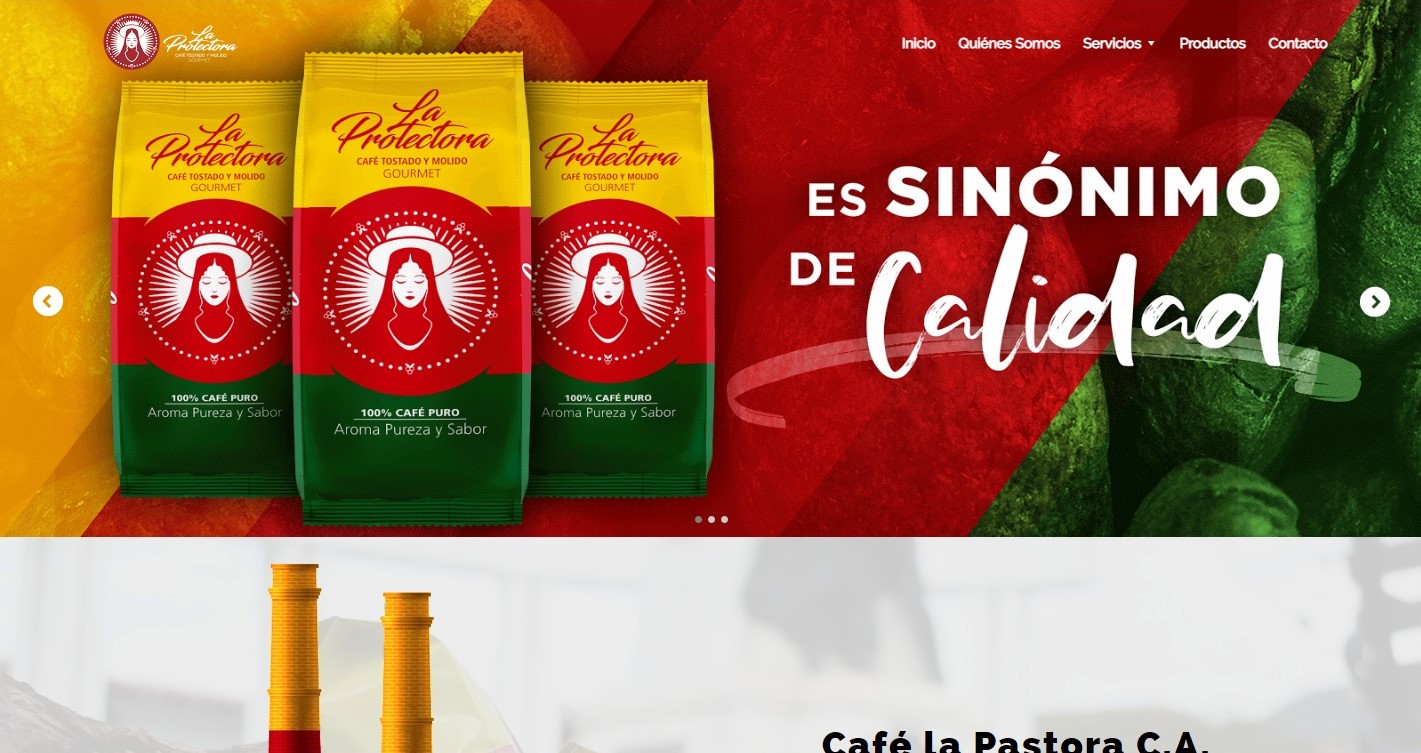 La
Protectora
CAFÉ TOSTADO Y MOLIDO
GOURMET
Inicio
Quiénes Somos
Servicios
Productos
Contacto
La
Protectora
CAFÉ TOSTADO Y MOLIDO
GOURMET
100% CAFÉ PURO
Aroma Pureza y Sabor
La
Protectora
CAFÉ TOSTADO Y MOLIDO
GOURMET
100% CAFÉ PURO
Aroma Pureza y Sabor
La
Protectora
CAFÉ TOSTADO Y MOLIDO
GOURMET
100% CAFÉ PURO
Aroma Pureza y Sabor
ES SINÓNIMO
DE Calidad
Café la Pastora C.A.